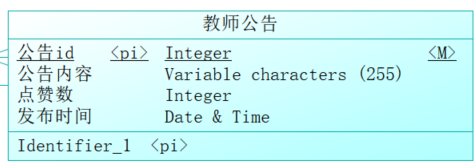 教师公告
公告id <pi> Integer <M>
公告内容 Variable characters (255)
点赞数 Integer
发布时间 Date & Time
Identifier_1 <pi>